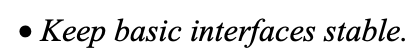 • Keep basic interfaces stable.